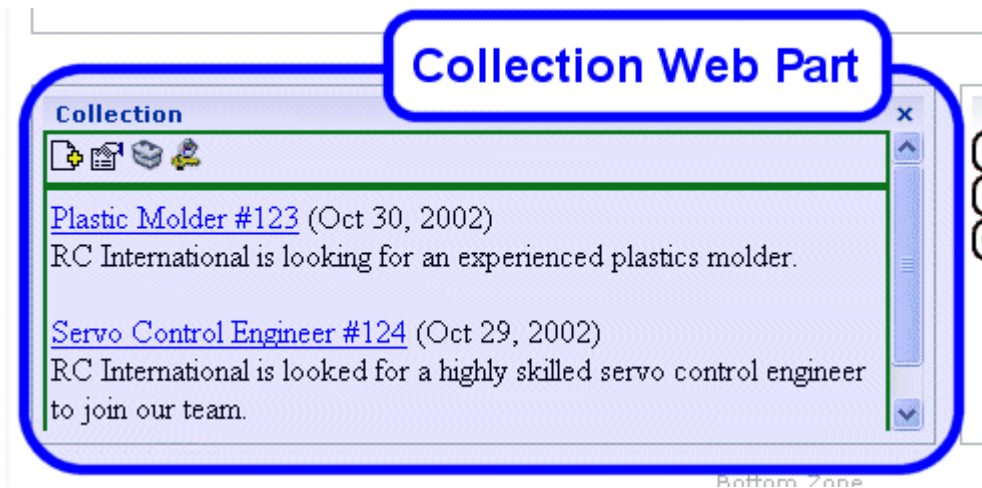 Collection Web Part
Collection
Plastic Molder #123 (Oct 30, 2002)
RC International is looking for an experienced plastics molder.
Servo Control Engineer #124 (Oct 29, 2002)
RC International is looked for a highly skilled servo control engineer
to join our team.
Bottom Zone